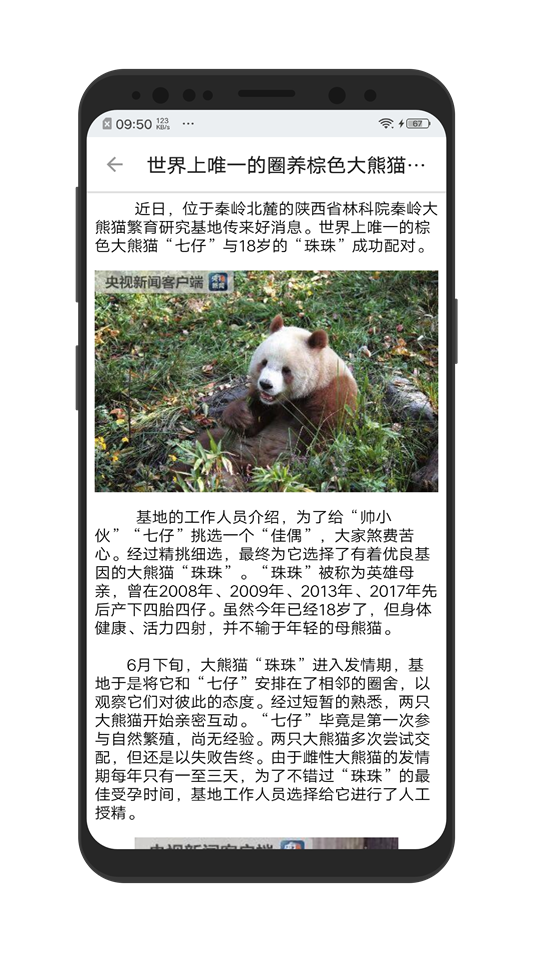 09:50 123 KB/s ··· 67
世界上唯一的圈养棕色大熊猫…
近日，位于秦岭北麓的陕西省林科院秦岭大
熊猫繁育研究基地传来好消息。世界上唯一的棕
色大熊猫“七仔”与18岁的“珠珠”成功配对。
央视新闻客户端 央视新闻
基地的工作人员介绍，为了给“帅小
伙”“七仔”挑选一个“佳偶”，大家煞费苦
心。经过精挑细选，最终为它选择了有着优良基
因的大熊猫“珠珠”。“珠珠”被称为英雄母
亲，曾在2008年、2009年、2013年、2017年先
后产下四胎四仔。虽然今年已经18岁了，但身体
健康、活力四射，并不输于年轻的母熊猫。
6月下旬，大熊猫“珠珠”进入发情期，基
地于是将它和“七仔”安排在了相邻的圈舍，以
观察它们对彼此的态度。经过短暂的熟悉，两只
大熊猫开始亲密互动。“七仔”毕竟是第一次参
与自然繁殖，尚无经验。两只大熊猫多次尝试交
配，但还是以失败告终。由于雌性大熊猫的发情
期每年只有一至三天，为了不错过“珠珠”的最
佳受孕时间，基地工作人员选择给它进行了人工
授精。
央视新闻客户端